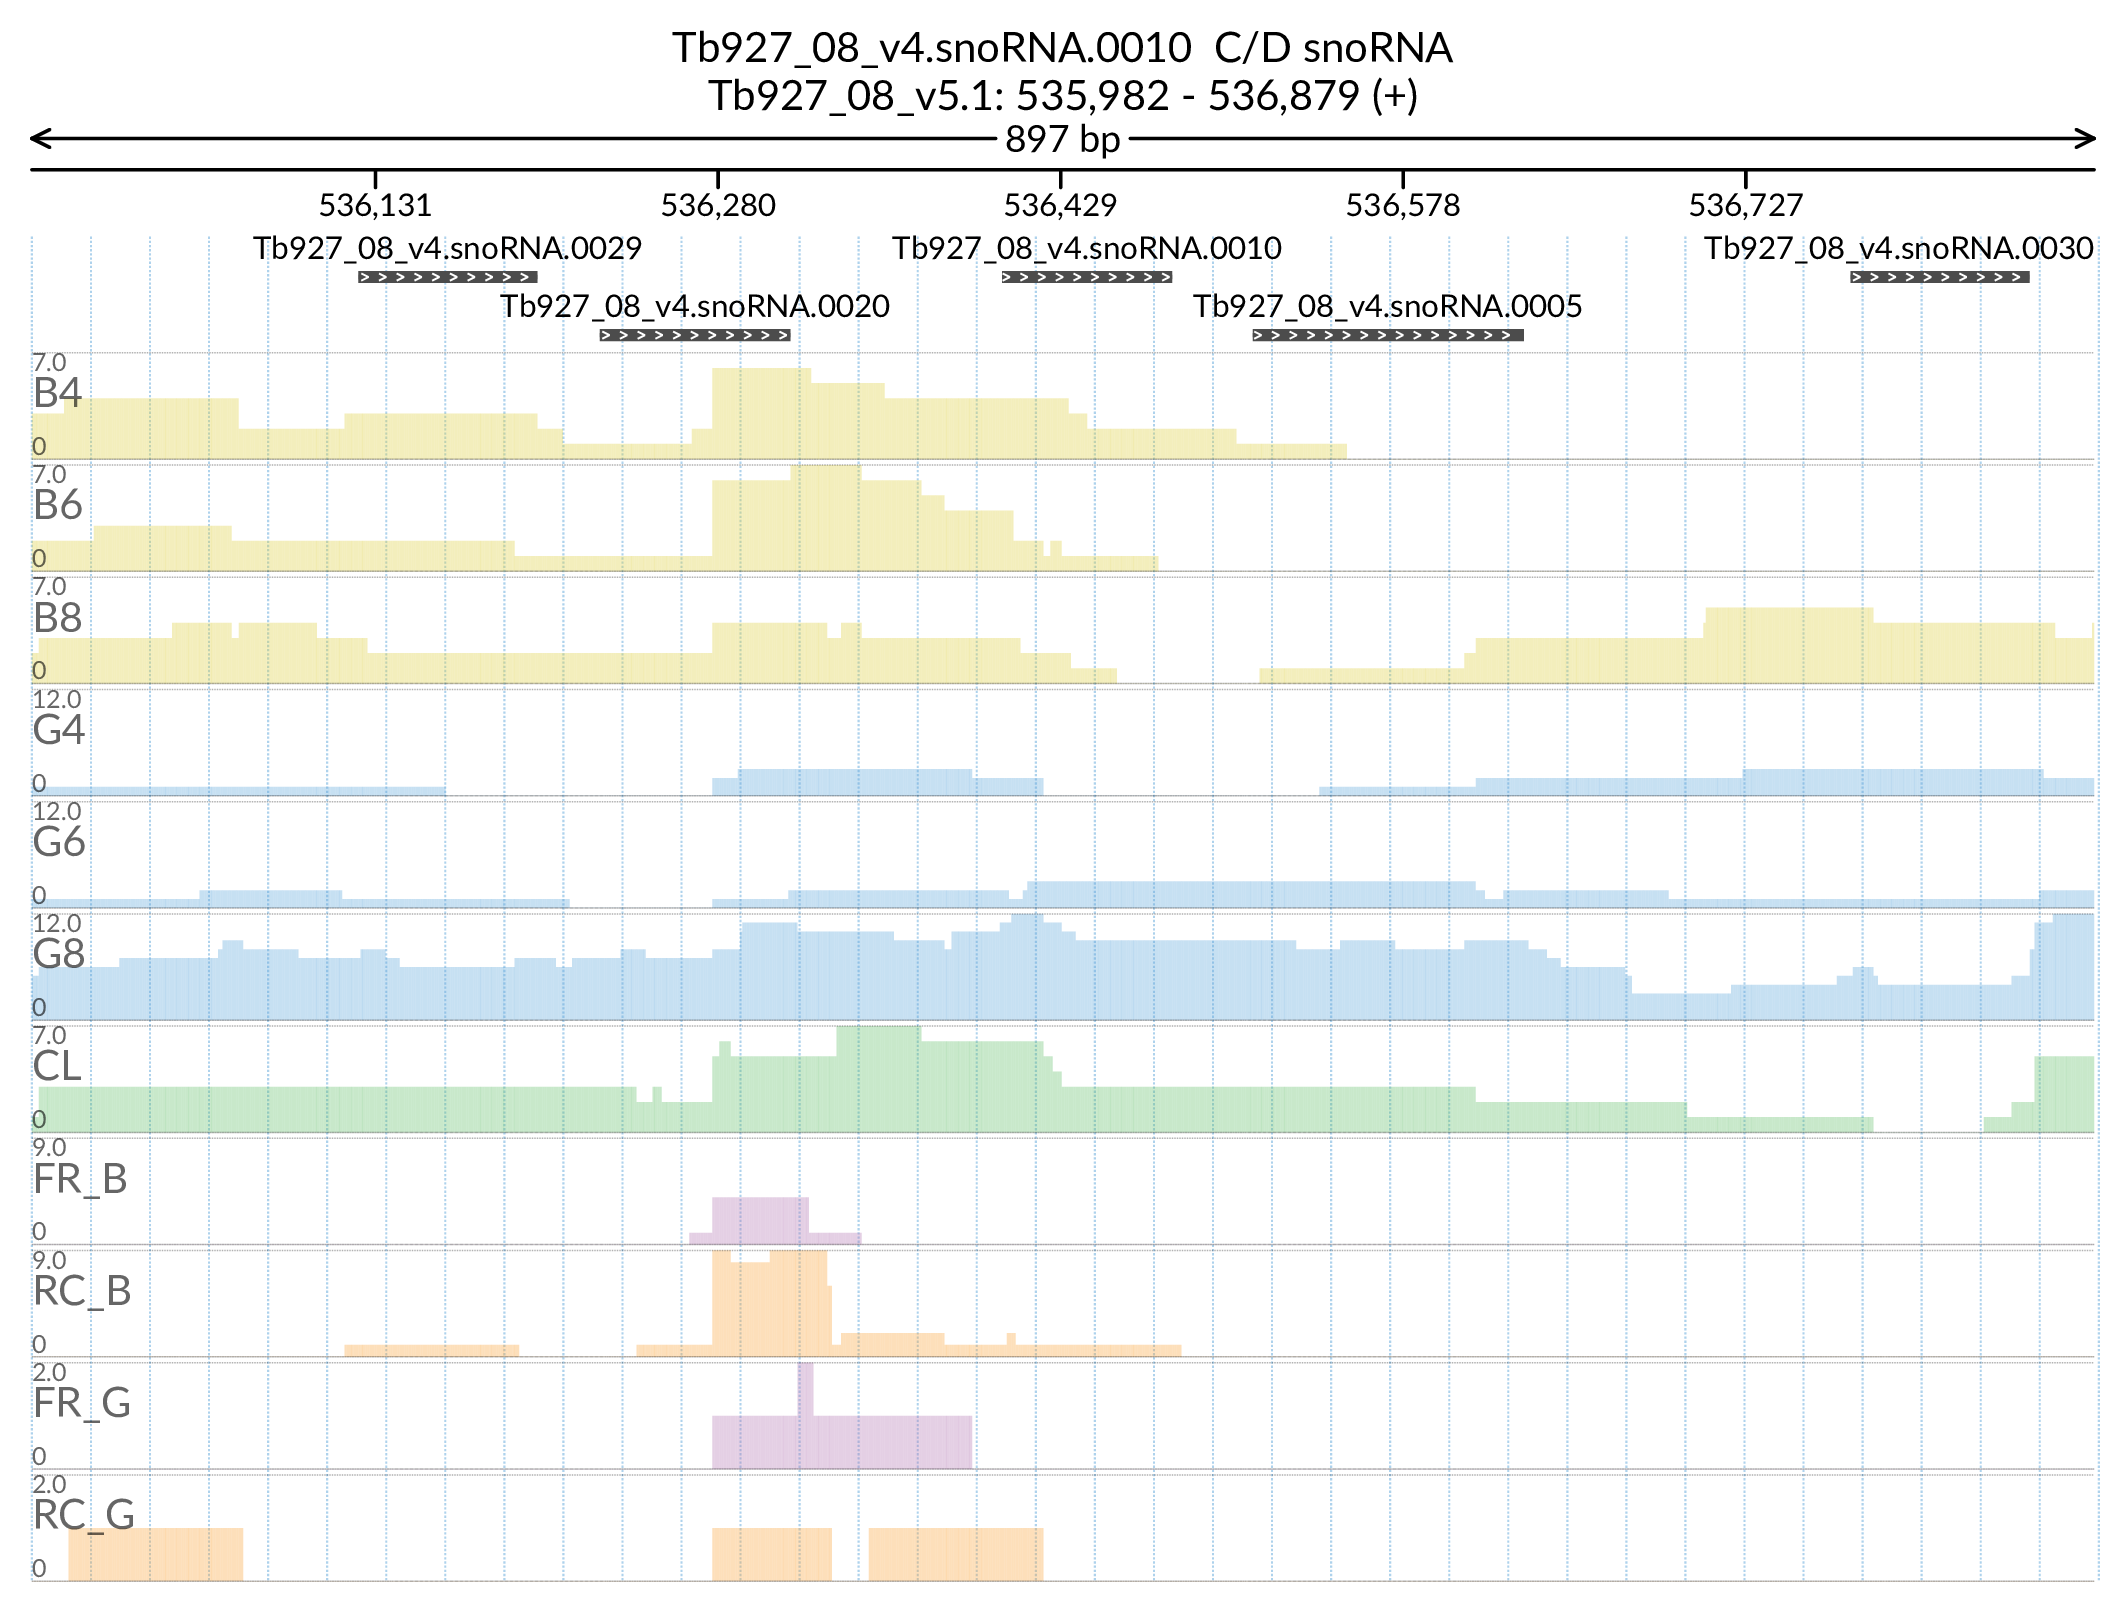 Tb927_08_v4.snoRNA.0010  C/D snoRNA
Tb927_08_v5.1: 535,982 - 536,879 (+)
897 bp
536,131 536,280 536,429 536,578 536,727
Tb927_08_v4.snoRNA.0029 Tb927_08_v4.snoRNA.0010 Tb927_08_v4.snoRNA.0030
Tb927_08_v4.snoRNA.0020 Tb927_08_v4.snoRNA.0005
7.0
B4
0
7.0
B6
0
7.0
B8
0
12.0
G4
0
12.0
G6
0
12.0
G8
0
7.0
CL
0
9.0
FR_B
0
9.0
RC_B
0
2.0
FR_G
0
2.0
RC_G
0